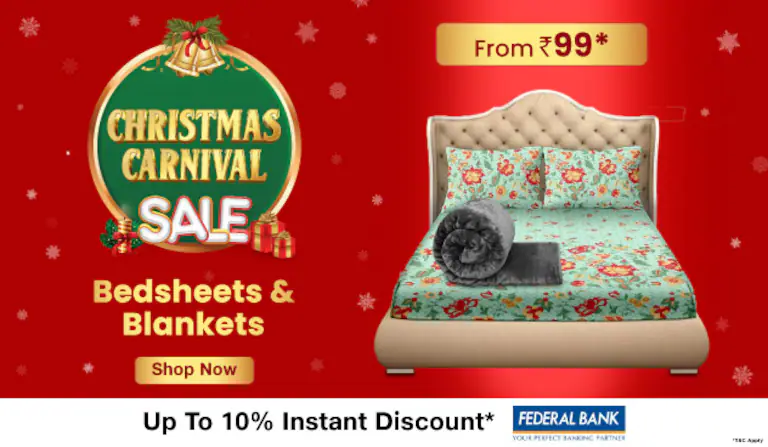 CHRISTMAS
CARNIVAL
SALE
Bedsheets &
Blankets
Shop Now
From ₹99*
Up To 10% Instant Discount*
FEDERAL BANK
YOUR PERFECT BANKING PARTNER
*T&C Apply